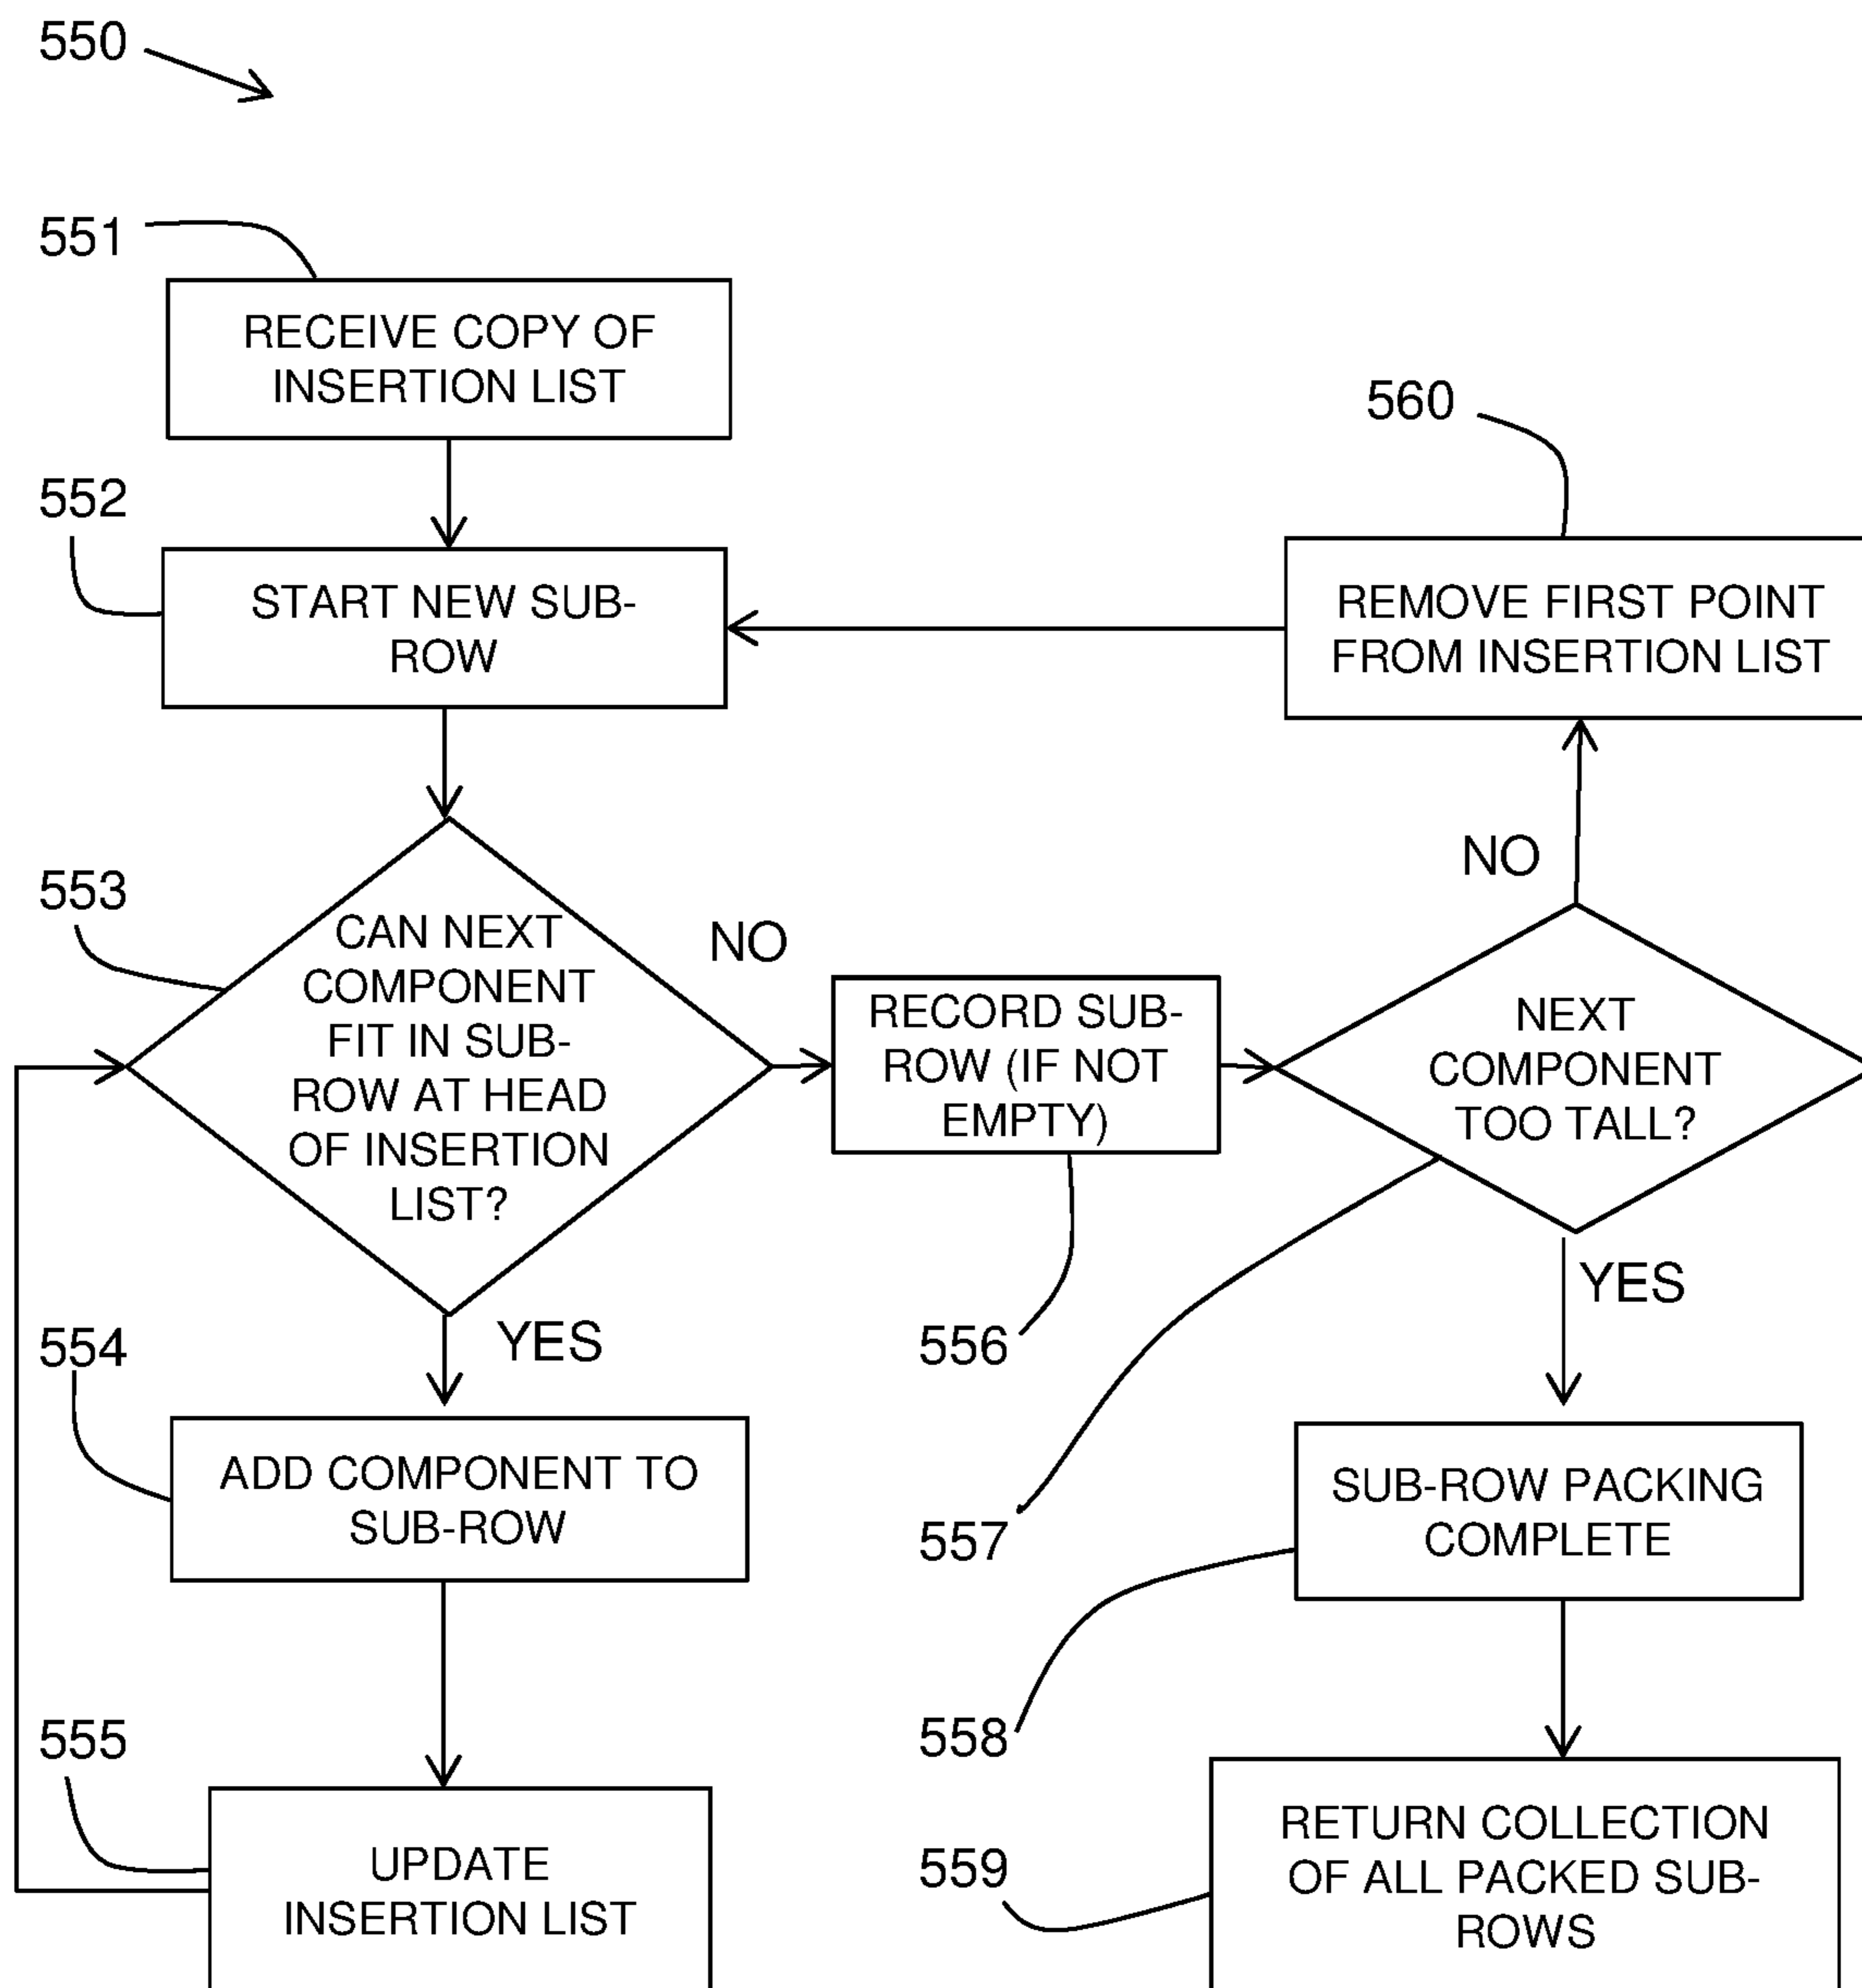 550
551
RECEIVE COPY OF
INSERTION LIST
552
START NEW SUB-
ROW
553
CAN NEXT
COMPONENT
FIT IN SUB-
ROW AT HEAD
OF INSERTION
LIST?
NO
YES
554
ADD COMPONENT TO
SUB-ROW
555
UPDATE
INSERTION LIST
RECORD SUB-
ROW (IF NOT
EMPTY)
556
560
REMOVE FIRST POINT
FROM INSERTION LIST
NO
NEXT
COMPONENT
TOO TALL?
YES
557
SUB-ROW PACKING
COMPLETE
558
559
RETURN COLLECTION
OF ALL PACKED SUB-
ROWS